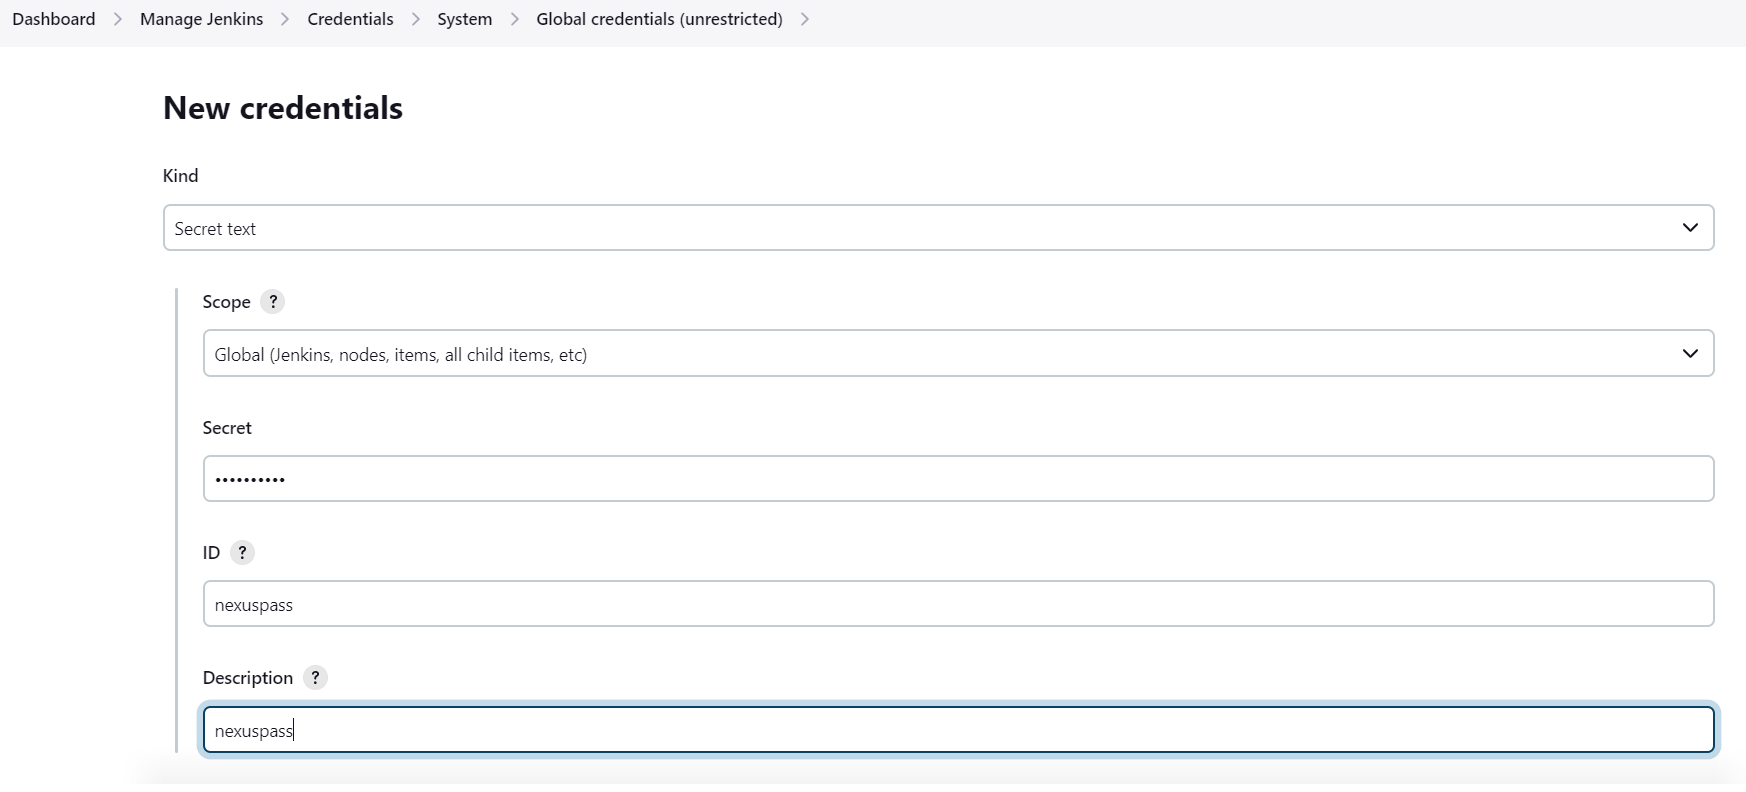 Dashboard > Manage Jenkins > Credentials > System > Global credentials (unrestricted) >
New credentials
Kind
Secret text
Scope ?
Global (Jenkins, nodes, items, all child items, etc)
Secret
••••••••••
ID ?
nexuspass
Description ?
nexuspass